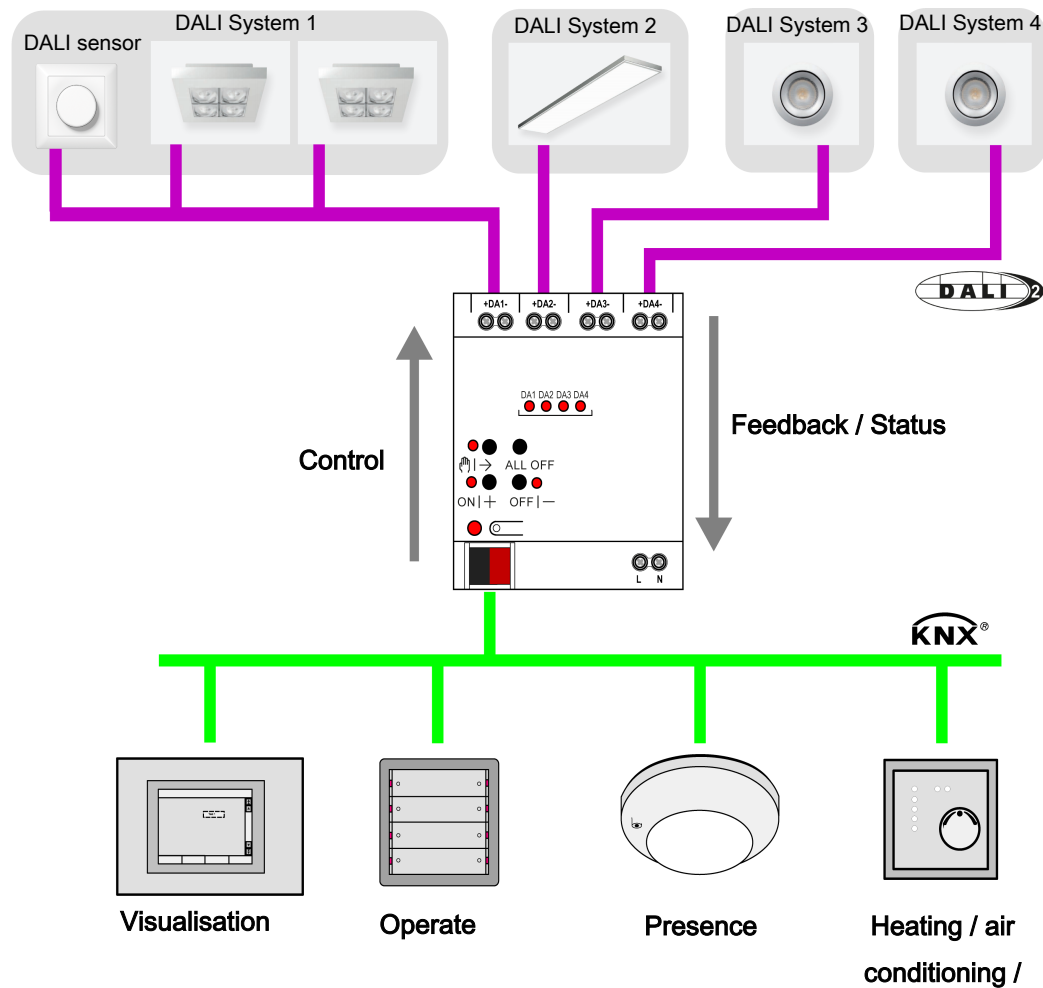 DALI System 1
DALI System 2
DALI System 3
DALI System 4
DALI sensor
DALI 2
+DA1- +DA2- +DA3- +DA4-
DA1 DA2 DA3 DA4
Feedback / Status
Control
ALL OFF
ON | + OFF | —
L N
KNX®
Visualisation
Operate
Presence
Heating / air
conditioning /